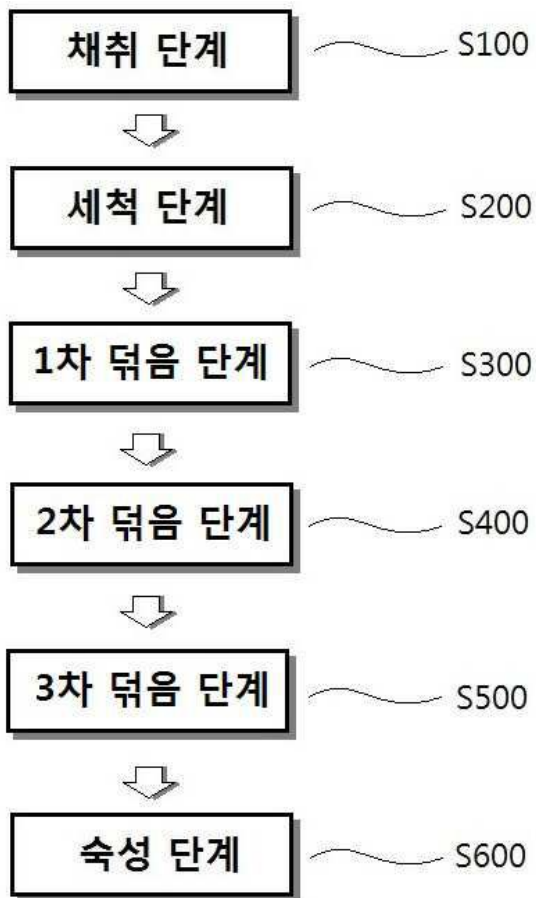 채취 단계 S100
세척 단계 S200
1차 덖음 단계 S300
2차 덖음 단계 S400
3차 덖음 단계 S500
숙성 단계 S600